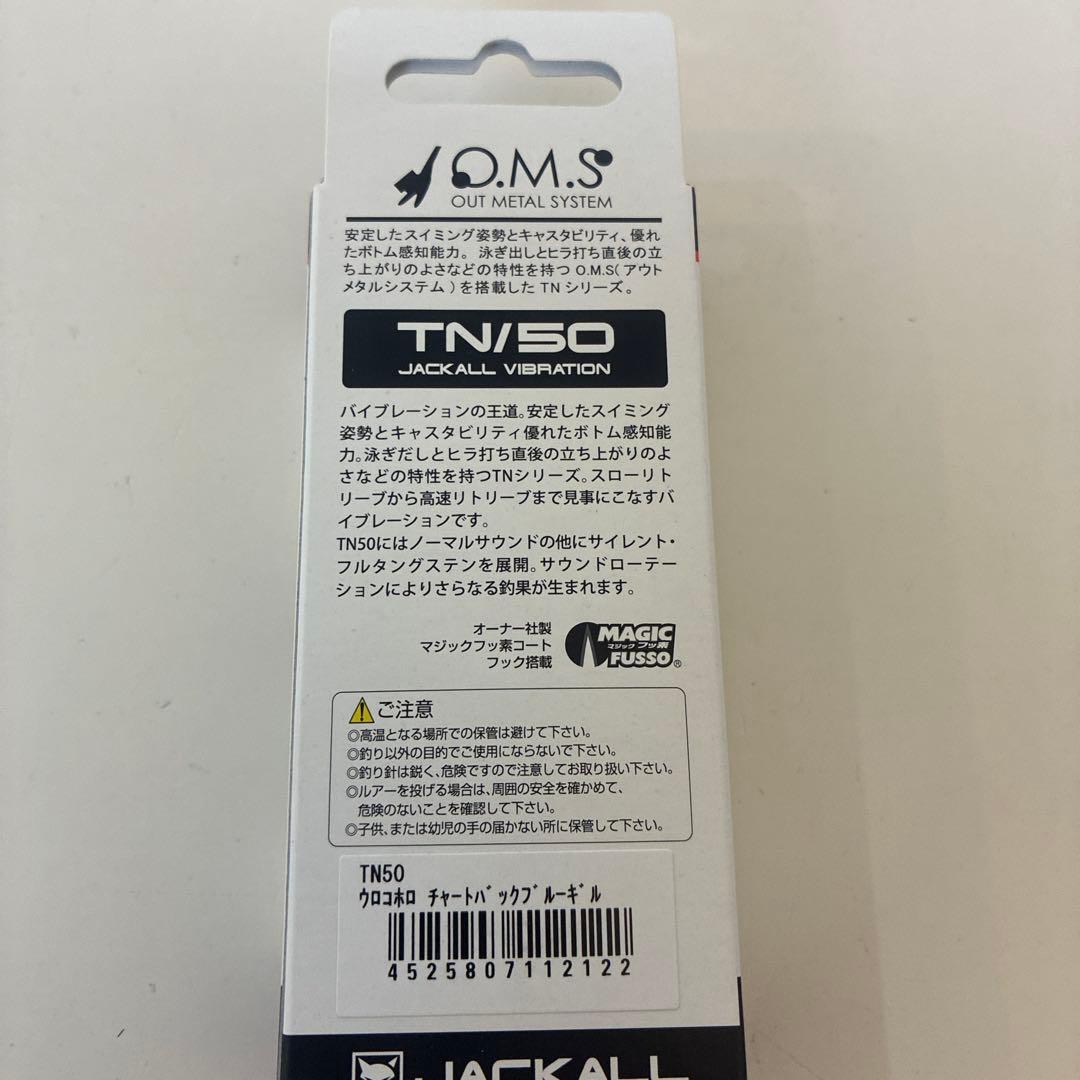 O.M.S
OUT METAL SYSTEM
安定したスイミング姿勢とキャスタビリティ、優れ
たボトム感知能力。 泳ぎ出しとヒラ打ち直後の立
ち上がりのよさなどの特性を持つ O.M.S( アウト
メタルシステム ) を搭載した TN シリーズ。
TN/50
JACKALL VIBRATION
バイブレーションの王道。安定したスイミング
姿勢とキャスタビリティ優れたボトム感知能
力。泳ぎだしとヒラ打ち直後の立ち上がりのよ
さなどの特性を持つTNシリーズ。スローリト
リーブから高速リトリーブまで見事にこなすバ
イブレーションです。
TN50にはノーマルサウンドの他にサイレント・
フルタングステンを展開。サウンドローテー
ションによりさらなる釣果が生まれます。
オーナー社製
マジックフッ素コート
フック搭載
MAGIC
マジック フッ素
FUSSO®
ご注意
◎高温となる場所での保管は避けて下さい。
◎釣り以外の目的でご使用にならないで下さい。
◎釣り針は鋭く、危険ですので注意してお取り扱い下さい。
◎ルアーを投げる場合は、周囲の安全を確かめて、
危険のないことを確認して下さい。
◎子供、または幼児の手の届かない所に保管して下さい。
TN50
ウロコホロ チャートバックブルーギル
4525807112122
JACKALL